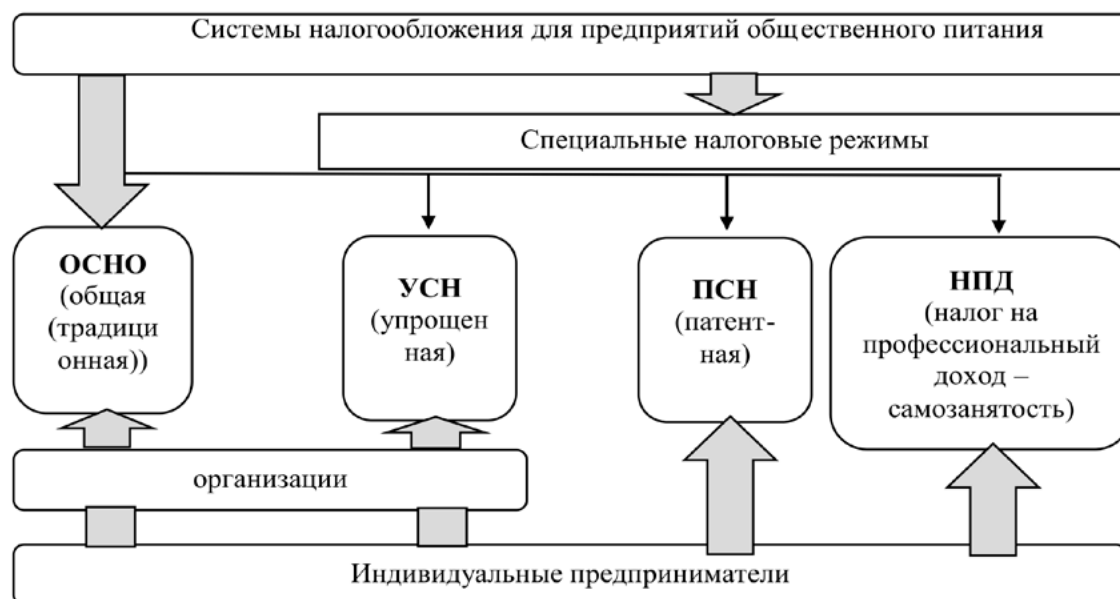 Системы налогообложения для предприятий общественного питания
Специальные налоговые режимы
ОСНО
(общая
(традици
онная))
УСН
(упрощен
ная)
ПСН
(патент-
ная)
НПД
(налог на
профессиональный
доход –
самозанятость)
организации
Индивидуальные предприниматели